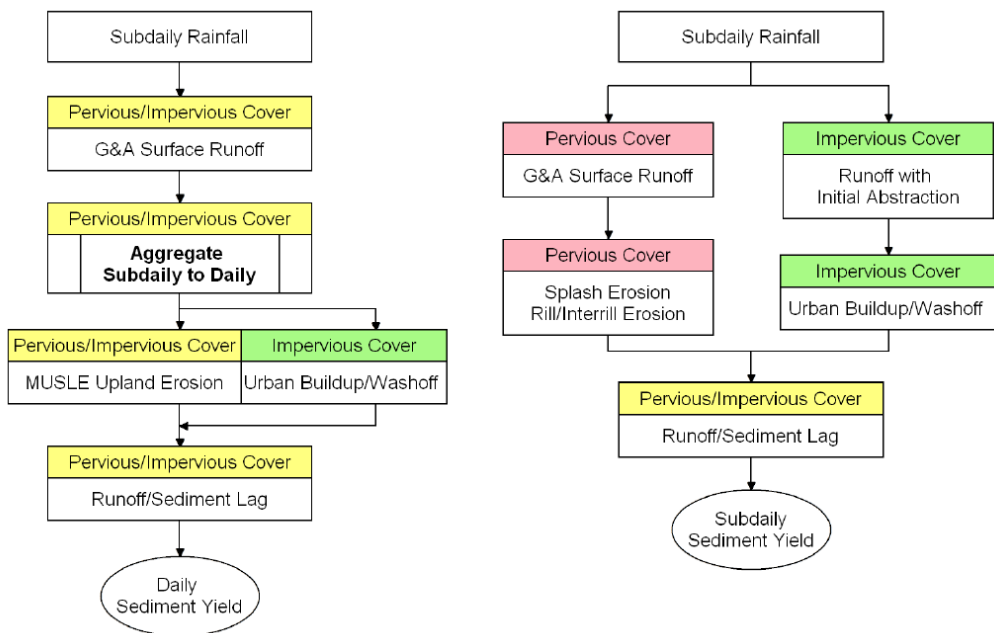 Subdaily Rainfall
Pervious/Impervious Cover
G&A Surface Runoff
Pervious/Impervious Cover
Aggregate
Subdaily to Daily
Pervious/Impervious Cover
MUSLE Upland Erosion
Impervious Cover
Urban Buildup/Washoff
Pervious/Impervious Cover
Runoff/Sediment Lag
Daily
Sediment Yield
Subdaily Rainfall
Pervious Cover
G&A Surface Runoff
Pervious Cover
Splash Erosion
Rill/Interrill Erosion
Impervious Cover
Runoff with
Initial Abstraction
Impervious Cover
Urban Buildup/Washoff
Pervious/Impervious Cover
Runoff/Sediment Lag
Subdaily
Sediment Yield